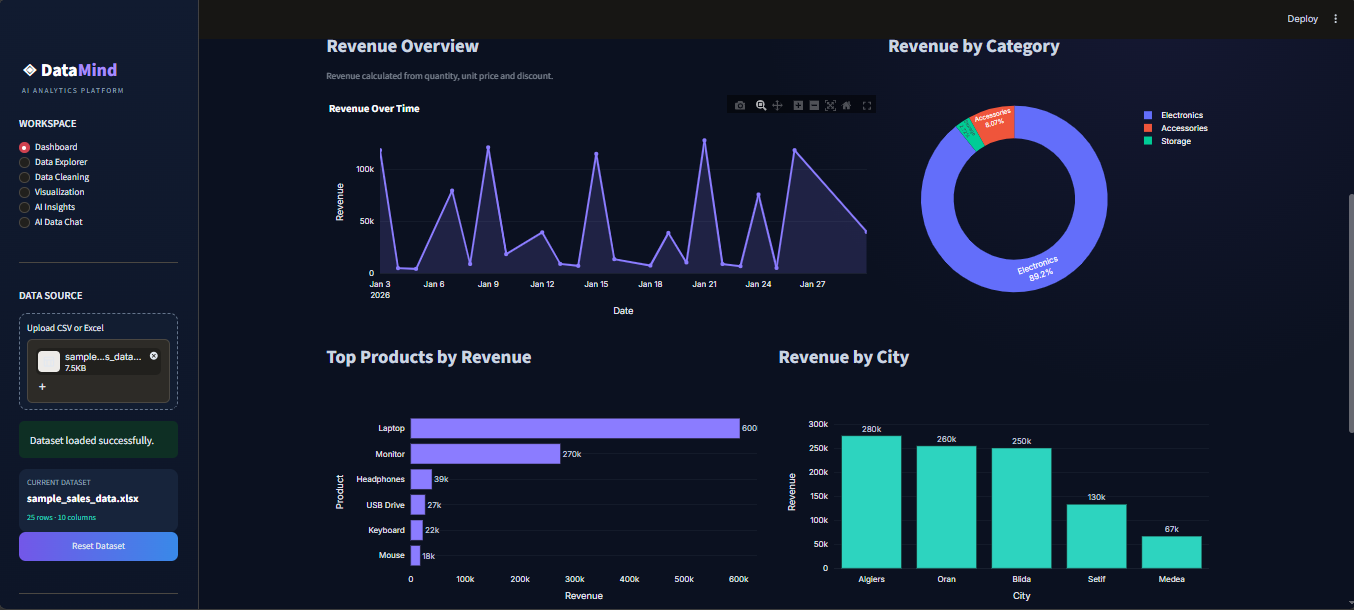 Deploy
DataMind
AI ANALYTICS PLATFORM
WORKSPACE
Dashboard
Data Explorer
Data Cleaning
Visualization
AI Insights
AI Data Chat
DATA SOURCE
Upload CSV or Excel
sample...s_data...
7.5KB
+
Dataset loaded successfully.
CURRENT DATASET
sample_sales_data.xlsx
25 rows · 10 columns
Reset Dataset
Revenue Overview
Revenue calculated from quantity, unit price and discount.
Revenue Over Time
Revenue
100k
50k
0
Jan 3 Jan 6 Jan 9 Jan 12 Jan 15 Jan 18 Jan 21 Jan 24 Jan 27
2026
Date
Revenue by Category
Accessories
8.07%
Electronics
89.2%
Electronics
Accessories
Storage
Top Products by Revenue
Product
Laptop 600
Monitor 270k
Headphones 39k
USB Drive 27k
Keyboard 22k
Mouse 18k
0 100k 200k 300k 400k 500k 600k
Revenue
Revenue by City
Revenue
300k
250k
200k
150k
100k
50k
0
280k 260k 250k 130k 67k
Algiers Oran Blida Setif Medea
City